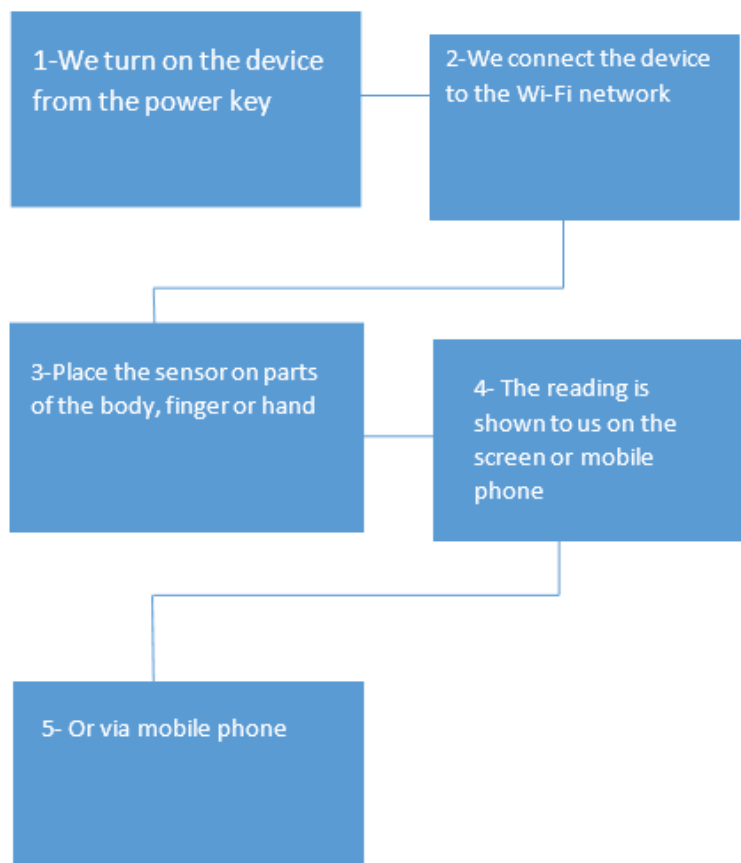 1-We turn on the device
from the power key
2-We connect the device
to the Wi-Fi network
3-Place the sensor on parts
of the body, finger or hand
4- The reading is
shown to us on the
screen or mobile
phone
5- Or via mobile phone